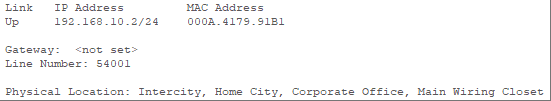 Link IP Address MAC Address
Up 192.168.10.2/24 000A.4179.91B1
Gateway: <not set>
Line Number: 54001
Physical Location: Intercity, Home City, Corporate Office, Main Wiring Closet